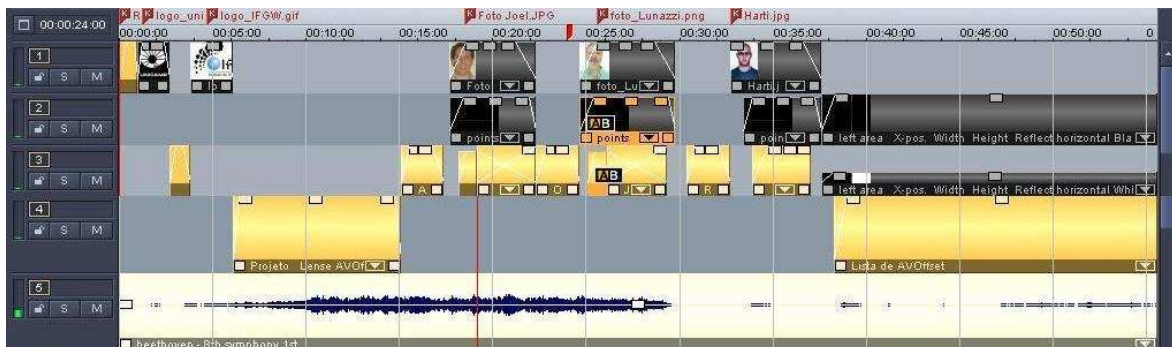 00:00:24:00
R logo_uni logo_IFGW.gif Foto Joel.JPG foto_Lunazzi.png Harti.jpg
00:00:00 00:05:00 00:10:00 00:15:00 00:20:00 00:25:00 00:30:00 00:35:00 00:40:00 00:45:00 00:50:00 0
1
S M
UNICAMP
lo
Foto
foto_Lu
Harti.j
2
S M
AB
points
points
poin
left area X-pos. Width Height Reflect horizontal Bla
3
S M
AB
A
O
J
R
left area X-pos. Width Height Reflect horizontal Whi
4
S M
Projeto Lense AVOf
Lista de AVOffset
5
S M
beethoven - 8th symphony 1st